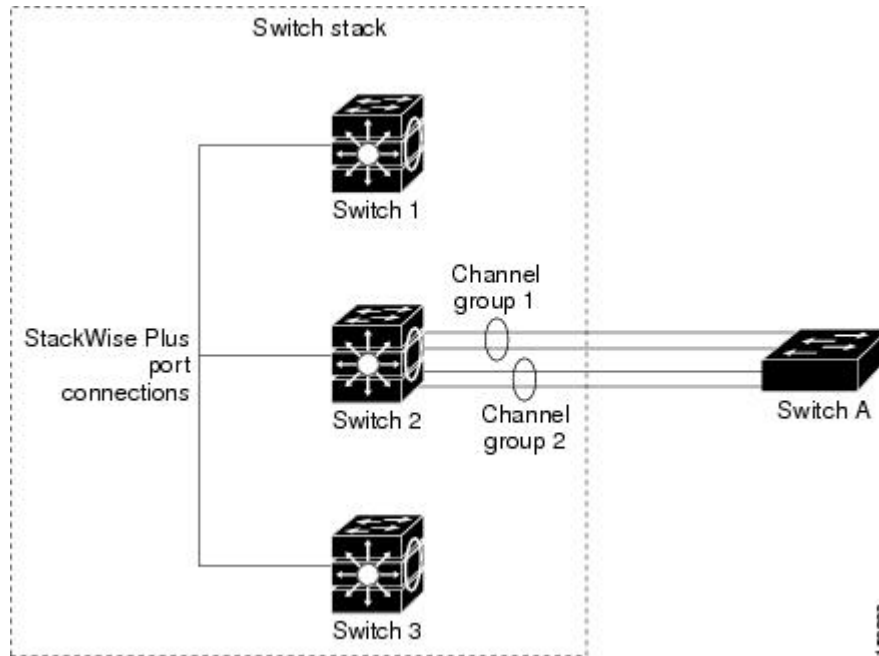 Switch stack
Switch 1
Channel
group 1
StackWise Plus
port
connections
Switch 2
Channel
group 2
Switch A
Switch 3